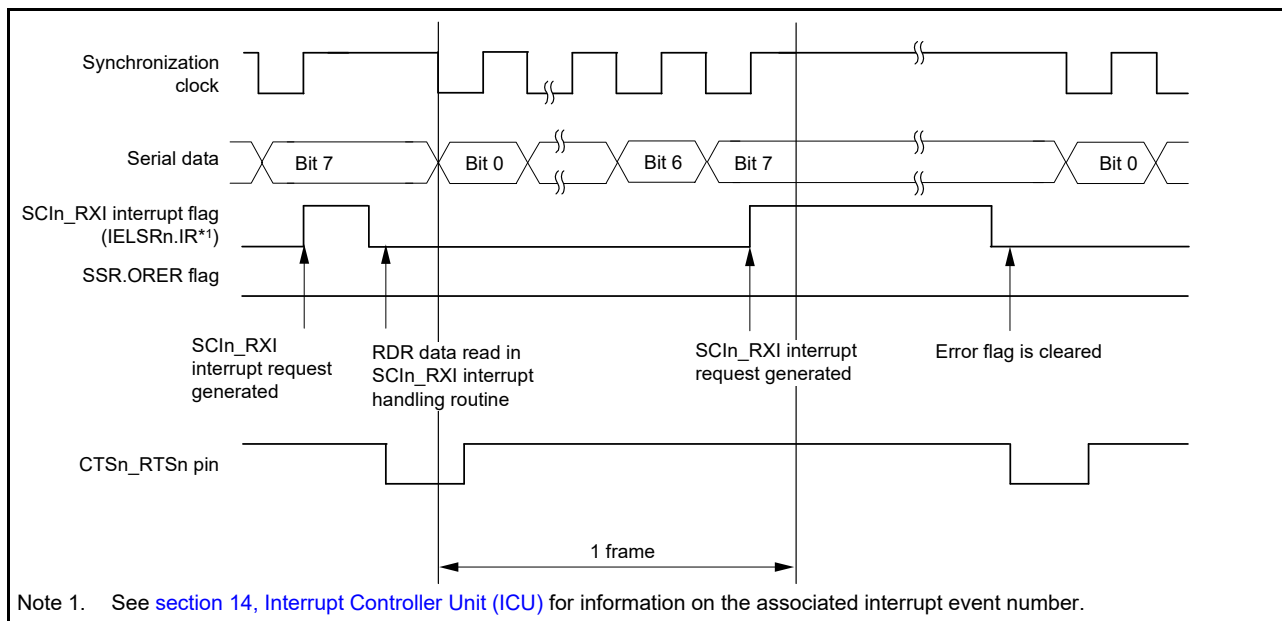 Synchronization
clock
Serial data
Bit 7
Bit 0
Bit 6
Bit 7
Bit 0
SCIn_RXI interrupt flag
(IELSRn.IR*1)
SSR.ORER flag
SCIn_RXI
interrupt request
generated
RDR data read in
SCIn_RXI interrupt
handling routine
SCIn_RXI interrupt
request generated
Error flag is cleared
CTSn_RTSn pin
1 frame
Note 1. See section 14, Interrupt Controller Unit (ICU) for information on the associated interrupt event number.